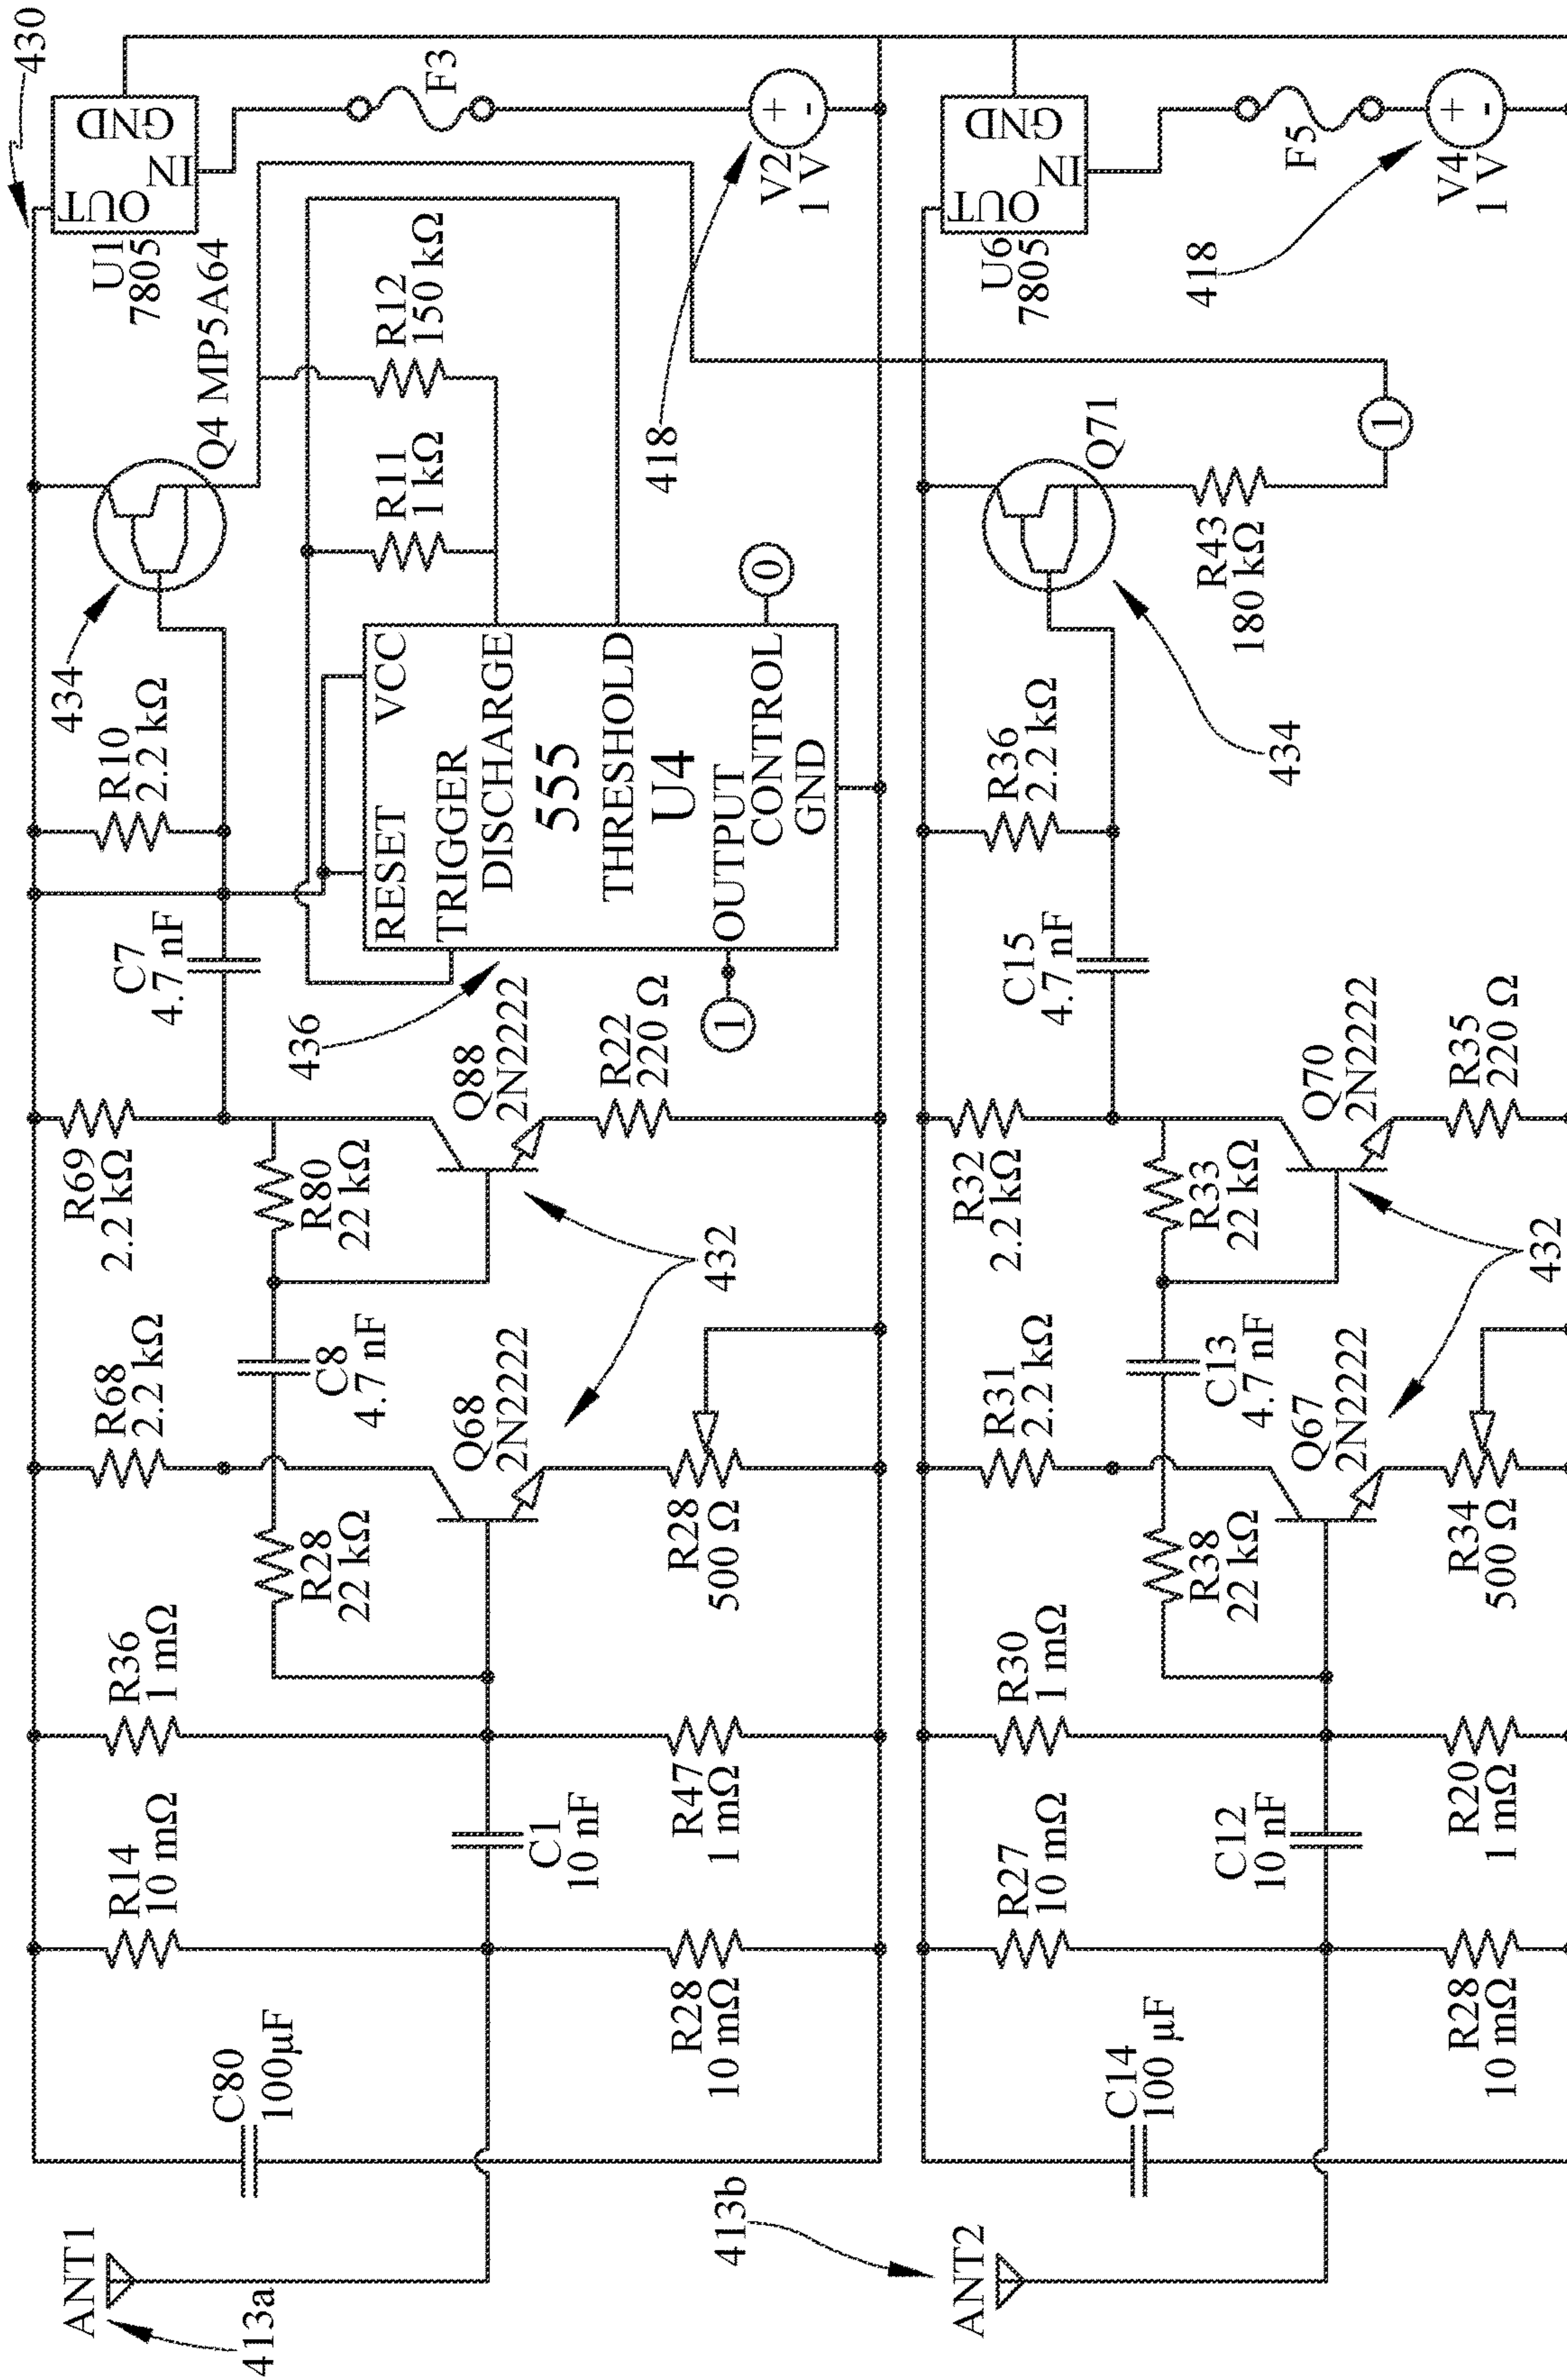 430
ANT1
413a
C80
100μF
R14
10 mΩ
R36
1 mΩ
R68
2.2 kΩ
R69
2.2 kΩ
C7
4.7 nF
R10
2.2 kΩ
434
Q4 MP5A64
U1
7805
OUT
IN
GND
F3
R28
22 kΩ
C8
4.7 nF
R80
22 kΩ
436
RESET
VCC
TRIGGER
DISCHARGE
555
THRESHOLD
U4
OUTPUT
CONTROL
GND
1
0
R11
1 kΩ
R12
150 kΩ
C1
10 nF
Q68
2N2222
Q88
2N2222
R28
10 mΩ
R47
1 mΩ
R28
500 Ω
432
R22
220 Ω
418
V2
1 V
+
-
413b
ANT2
C14
100 μF
R27
10 mΩ
R30
1 mΩ
R31
2.2 kΩ
R32
2.2 kΩ
C15
4.7 nF
R36
2.2 kΩ
434
Q71
U6
7805
OUT
IN
GND
F5
R38
22 kΩ
C13
4.7 nF
R33
22 kΩ
R43
180 kΩ
1
418
C12
10 nF
Q67
2N2222
Q70
2N2222
R28
10 mΩ
R20
1 mΩ
R34
500 Ω
432
R35
220 Ω
V4
1 V
+
-